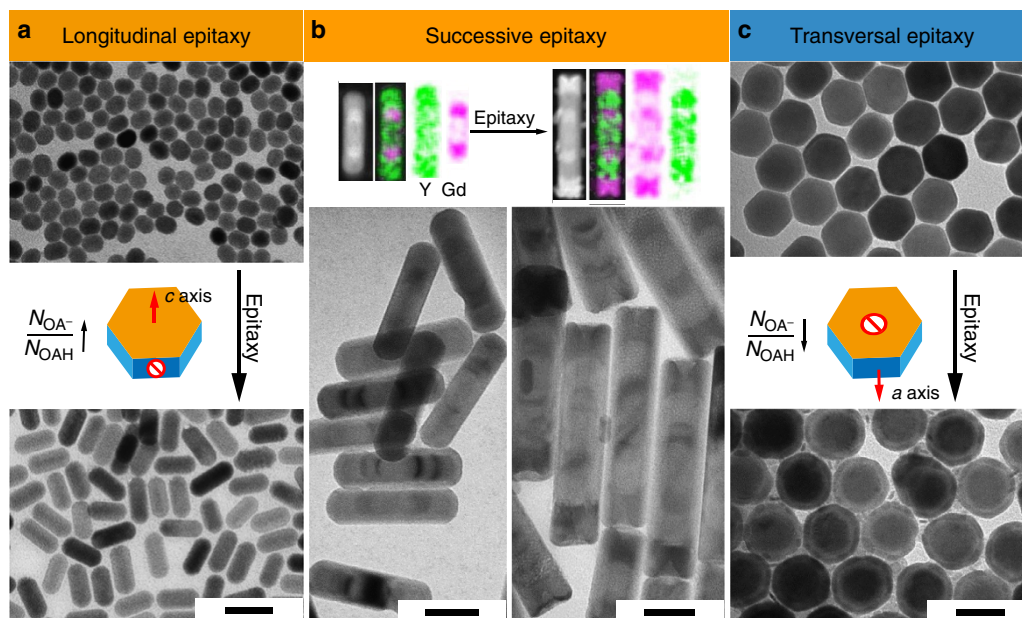 a
Longitudinal epitaxy
b
Successive epitaxy
c
Transversal epitaxy
Epitaxy
Y Gd
c axis
N_OA−
N_OAH
Epitaxy
N_OA−
N_OAH
a axis
Epitaxy